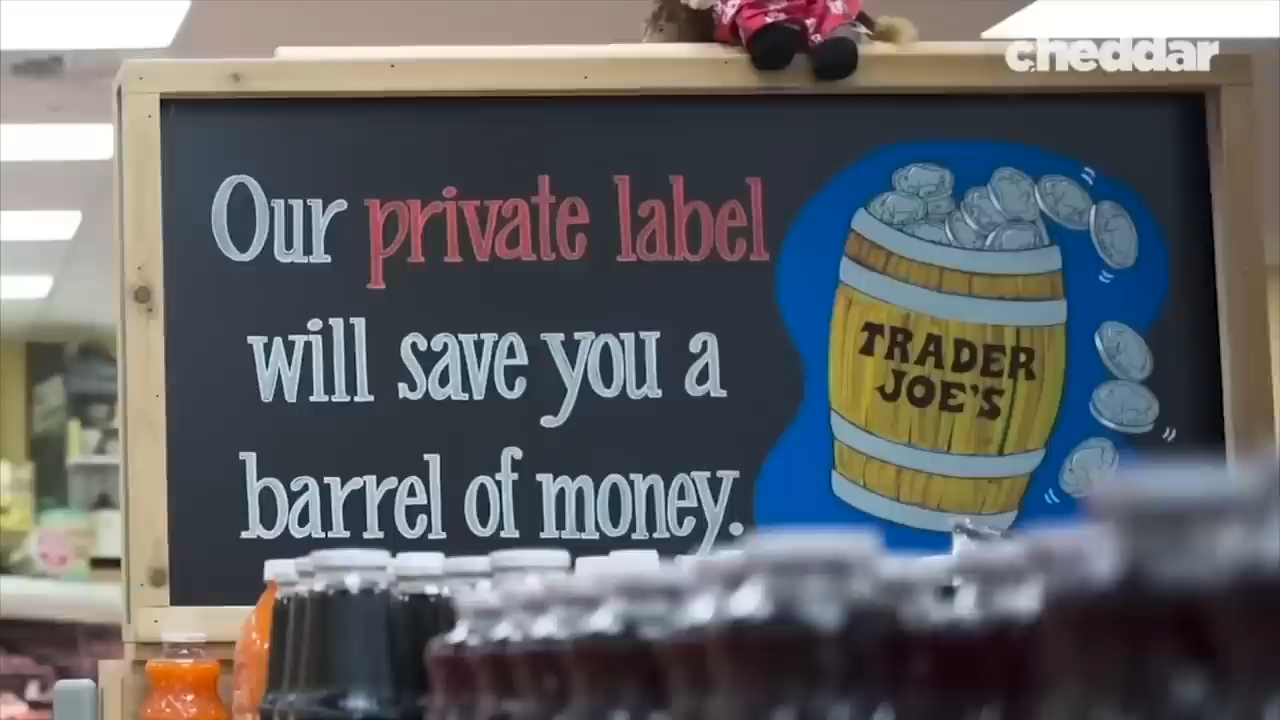 cheddar
Our private label
will save you a
barrel of money.
TRADER
JOE'S